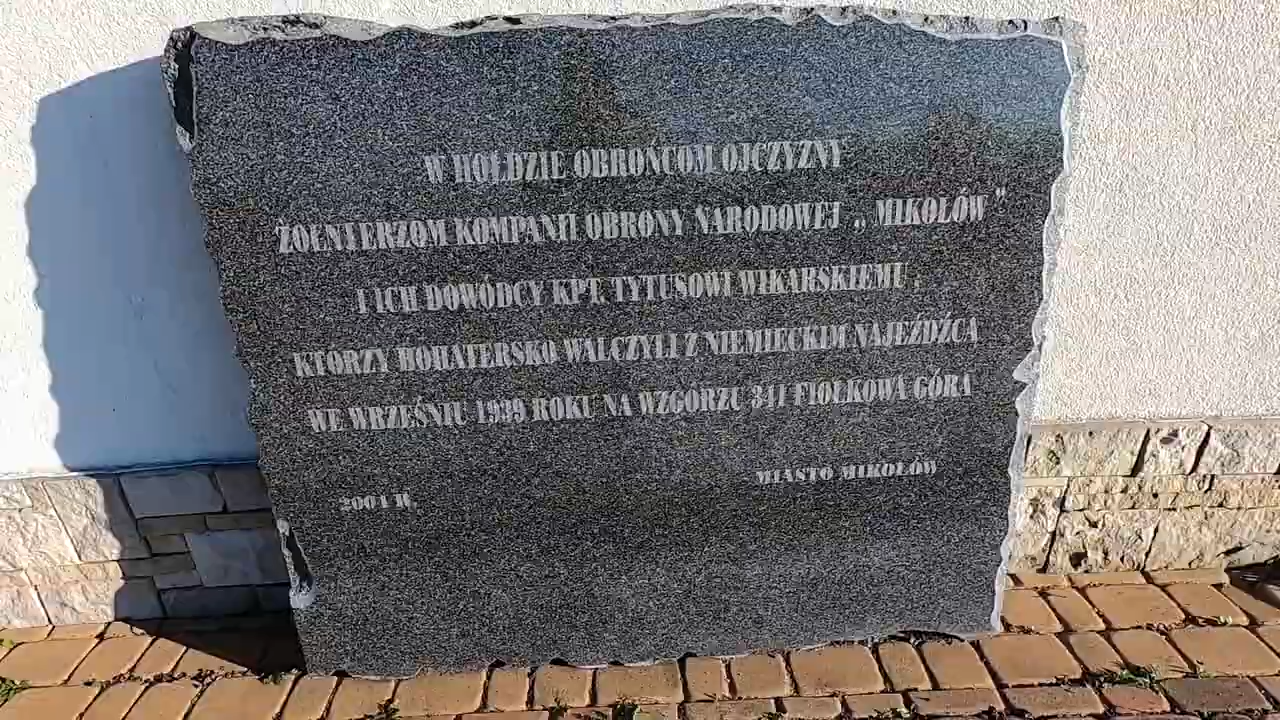 W HOŁDZIE OBROŃCOM OJCZYZNY
ŻOŁNIERZOM KOMPANII OBRONY NARODOWEJ „ MIKOŁÓW ”
I ICH DOWÓDCY KPT. TYTUSOWI WIKARSKIEMU ,
KTÓRZY BOHATERSKO WALCZYLI Z NIEMIECKIM NAJEŹDŹCĄ
WE WRZEŚNIU 1939 ROKU NA WZGÓRZU 341 FIOŁKOWA GÓRA
MIASTO MIKOŁÓW
2004 R.